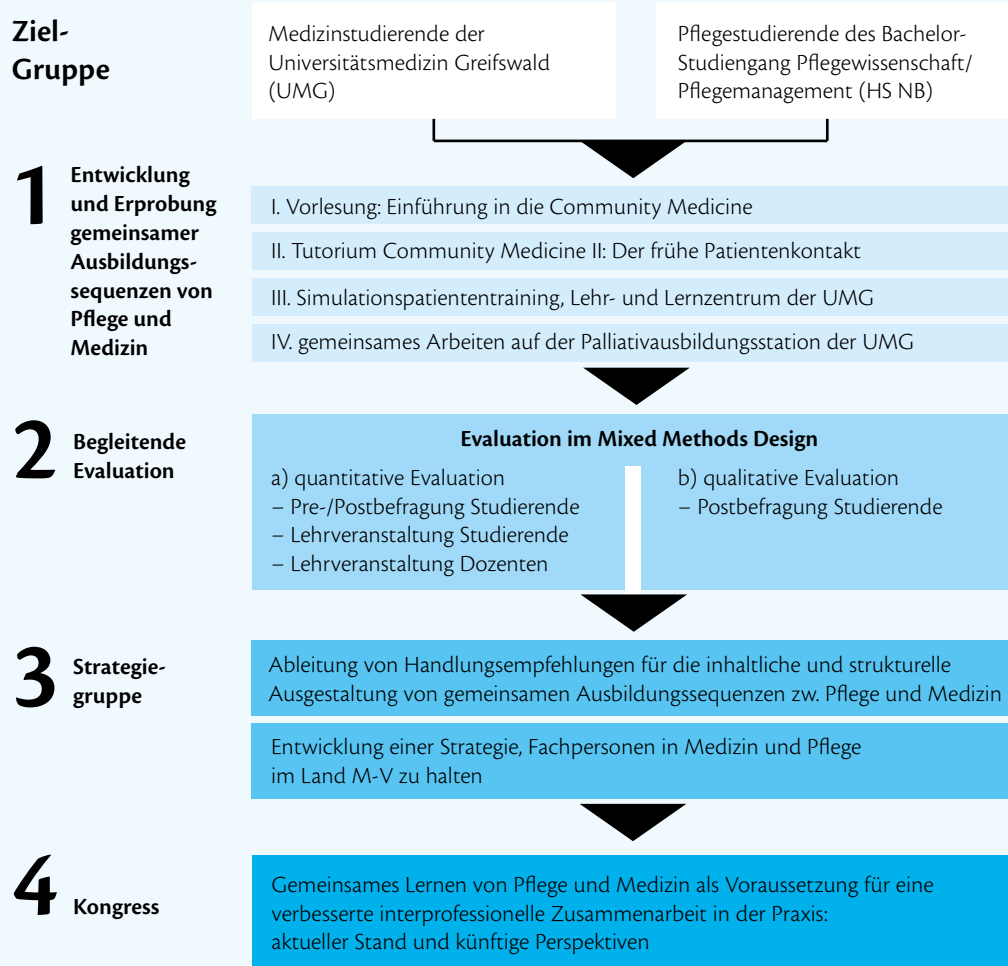 Ziel-
Gruppe
Medizinstudierende der
Universitätsmedizin Greifswald
(UMG)
Pflegestudierende des Bachelor-
Studiengang Pflegewissenschaft/
Pflegemanagement (HS NB)
1
Entwicklung
und Erprobung
gemeinsamer
Ausbildungs-
sequenzen von
Pflege und
Medizin
I. Vorlesung: Einführung in die Community Medicine
II. Tutorium Community Medicine II: Der frühe Patientenkontakt
III. Simulationspatiententraining, Lehr- und Lernzentrum der UMG
IV. gemeinsames Arbeiten auf der Palliativausbildungsstation der UMG
2
Begleitende
Evaluation
Evaluation im Mixed Methods Design
a) quantitative Evaluation
– Pre-/Postbefragung Studierende
– Lehrveranstaltung Studierende
– Lehrveranstaltung Dozenten
b) qualitative Evaluation
– Postbefragung Studierende
3
Strategie-
gruppe
Ableitung von Handlungsempfehlungen für die inhaltliche und strukturelle
Ausgestaltung von gemeinsamen Ausbildungssequenzen zw. Pflege und Medizin
Entwicklung einer Strategie, Fachpersonen in Medizin und Pflege
im Land M-V zu halten
4
Kongress
Gemeinsames Lernen von Pflege und Medizin als Voraussetzung für eine
verbesserte interprofessionelle Zusammenarbeit in der Praxis:
aktueller Stand und künftige Perspektiven